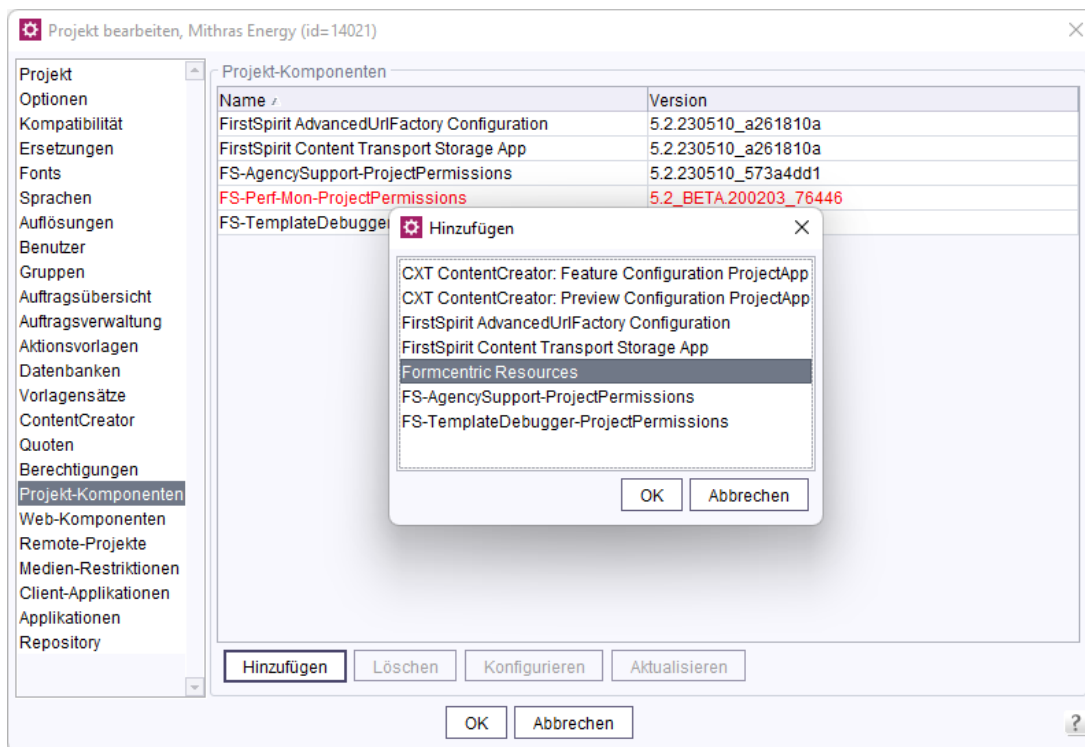 Projekt bearbeiten, Mithras Energy (id=14021)
Projekt
Optionen
Kompatibilität
Ersetzungen
Fonts
Sprachen
Auflösungen
Benutzer
Gruppen
Auftragsübersicht
Auftragsverwaltung
Aktionsvorlagen
Datenbanken
Vorlagensätze
ContentCreator
Quoten
Berechtigungen
Projekt-Komponenten
Web-Komponenten
Remote-Projekte
Medien-Restriktionen
Client-Applikationen
Applikationen
Repository
Projekt-Komponenten
Name Version
FirstSpirit AdvancedUrlFactory Configuration 5.2.230510_a261810a
FirstSpirit Content Transport Storage App 5.2.230510_a261810a
FS-AgencySupport-ProjectPermissions 5.2.230510_573a4dd1
FS-Perf-Mon-ProjectPermissions 5.2_BETA.200203_76446
FS-TemplateDebugger
Hinzufügen
CXT ContentCreator: Feature Configuration ProjectApp
CXT ContentCreator: Preview Configuration ProjectApp
FirstSpirit AdvancedUrlFactory Configuration
FirstSpirit Content Transport Storage App
Formcentric Resources
FS-AgencySupport-ProjectPermissions
FS-TemplateDebugger-ProjectPermissions
OK Abbrechen
Hinzufügen Löschen Konfigurieren Aktualisieren
OK Abbrechen ?